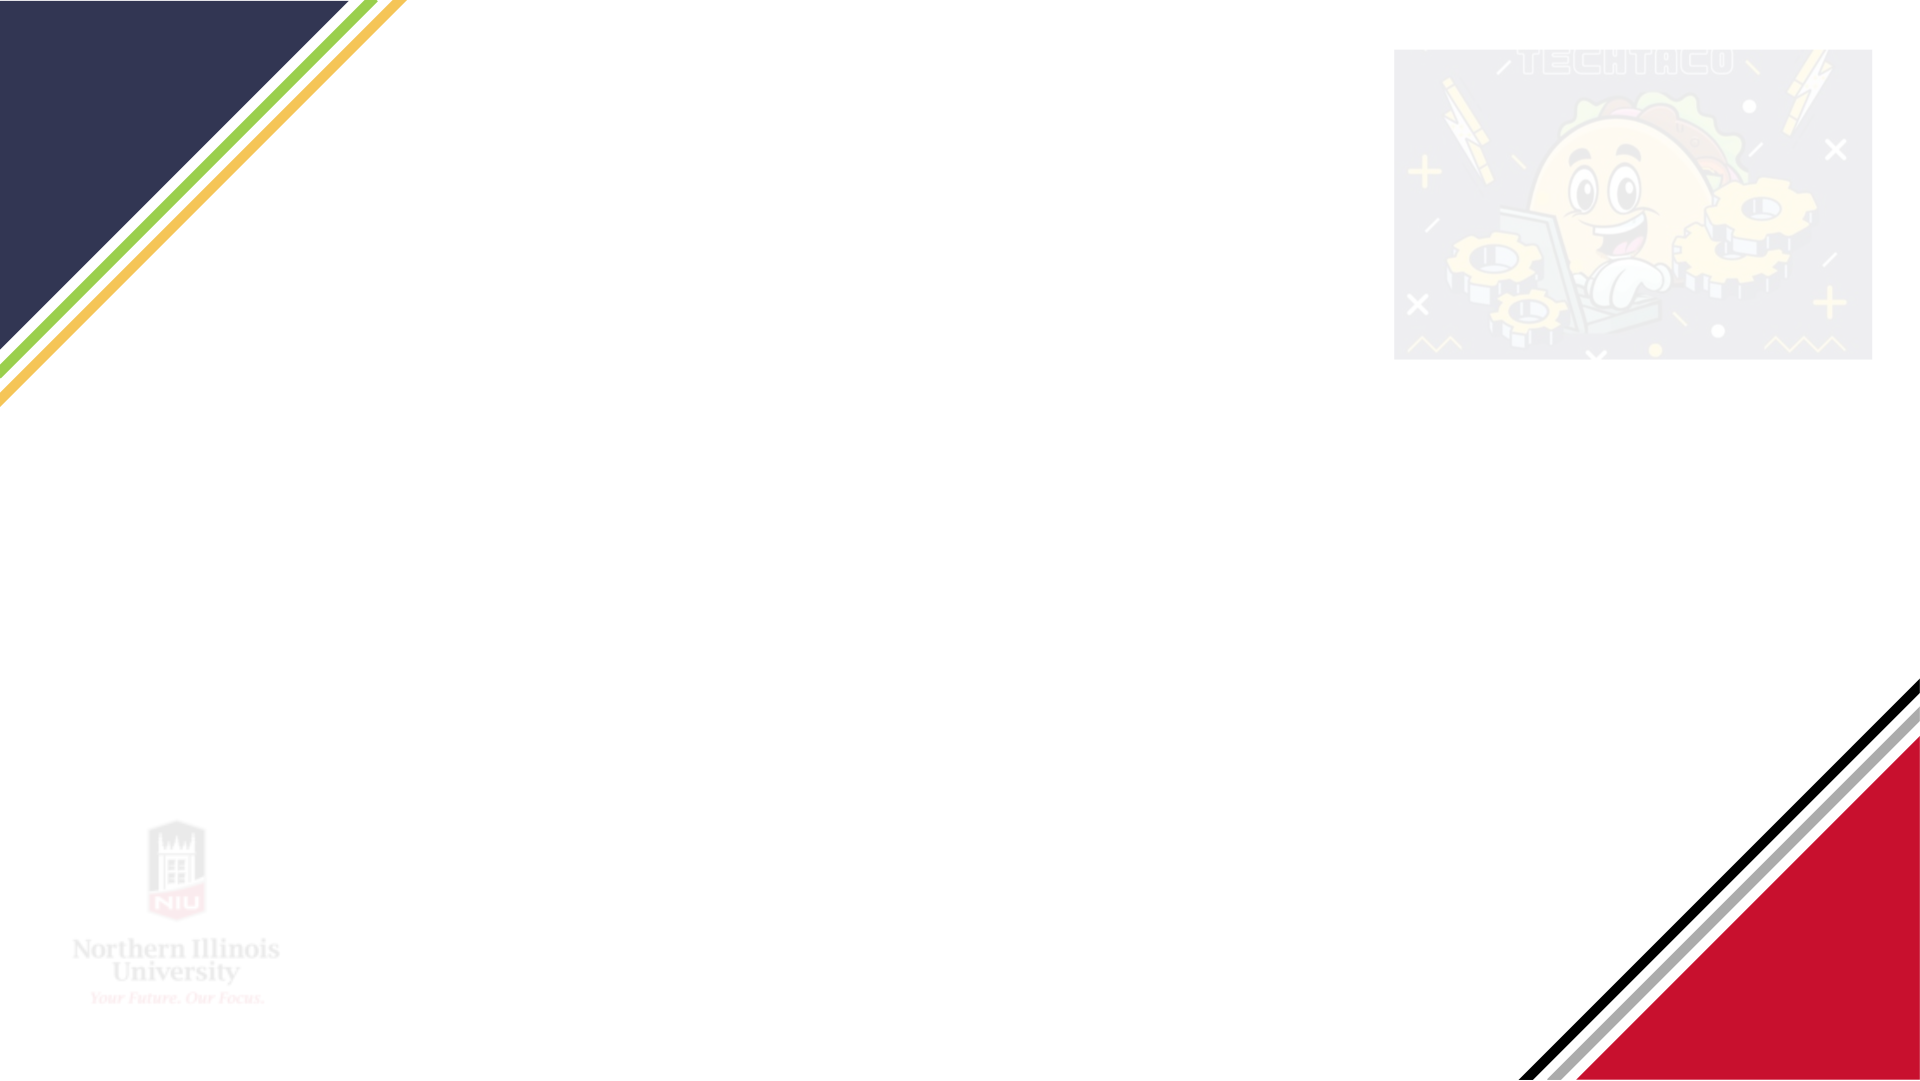 TECHTACO
NIU
Northern Illinois
University
Your Future. Our Focus.